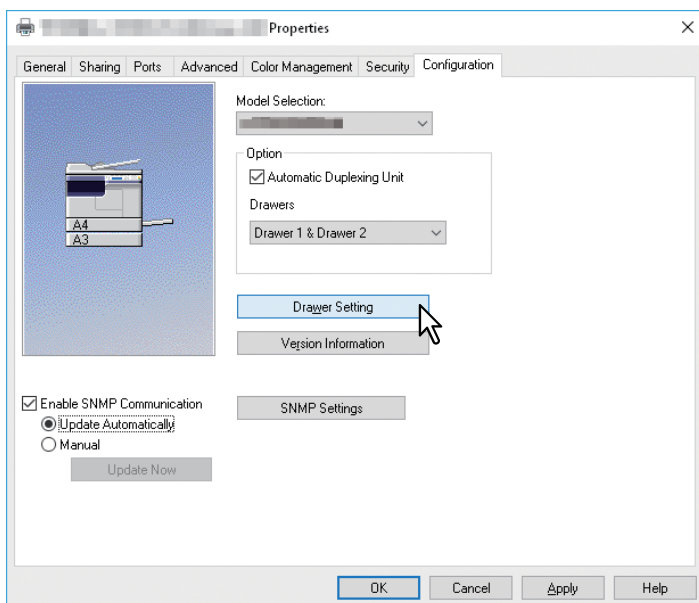 Properties
General Sharing Ports Advanced Color Management Security Configuration
Model Selection:
Option
Automatic Duplexing Unit
Drawers
Drawer 1 & Drawer 2
A4
A3
Drawer Setting
Version Information
Enable SNMP Communication
SNMP Settings
Update Automatically
Manual
Update Now
OK Cancel Apply Help